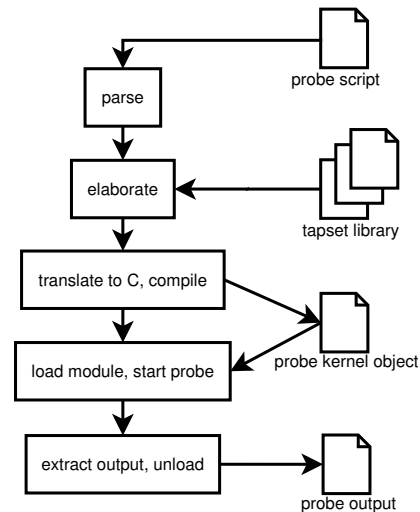 probe script
parse
elaborate
tapset library
translate to C, compile
probe kernel object
load module, start probe
extract output, unload
probe output